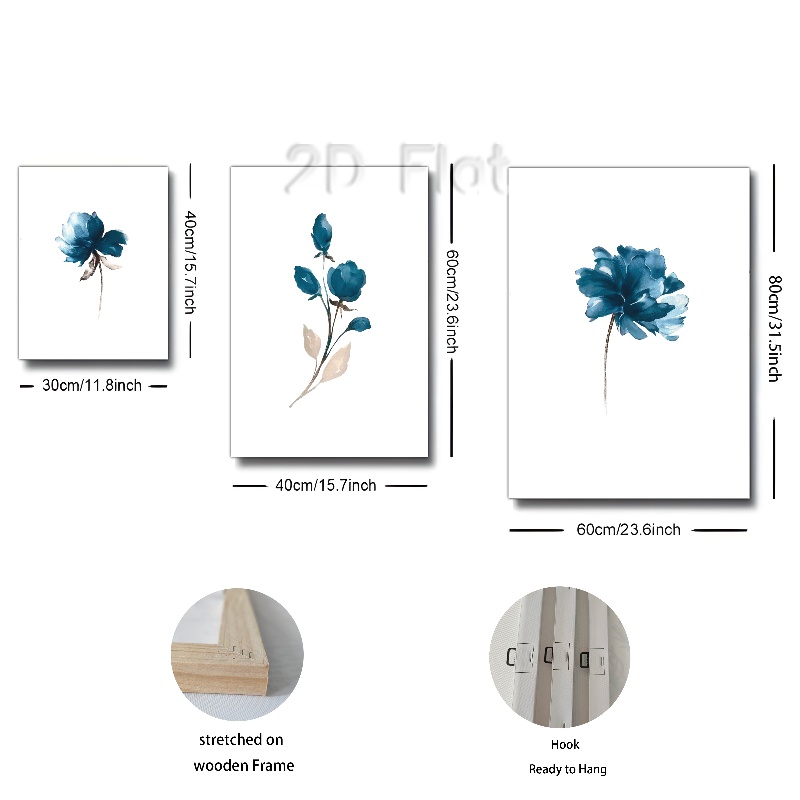 2D Flat
40cm/15.7inch
30cm/11.8inch
60cm/23.6inch
40cm/15.7inch
80cm/31.5inch
60cm/23.6inch
stretched on
wooden Frame
Hook
Ready to Hang